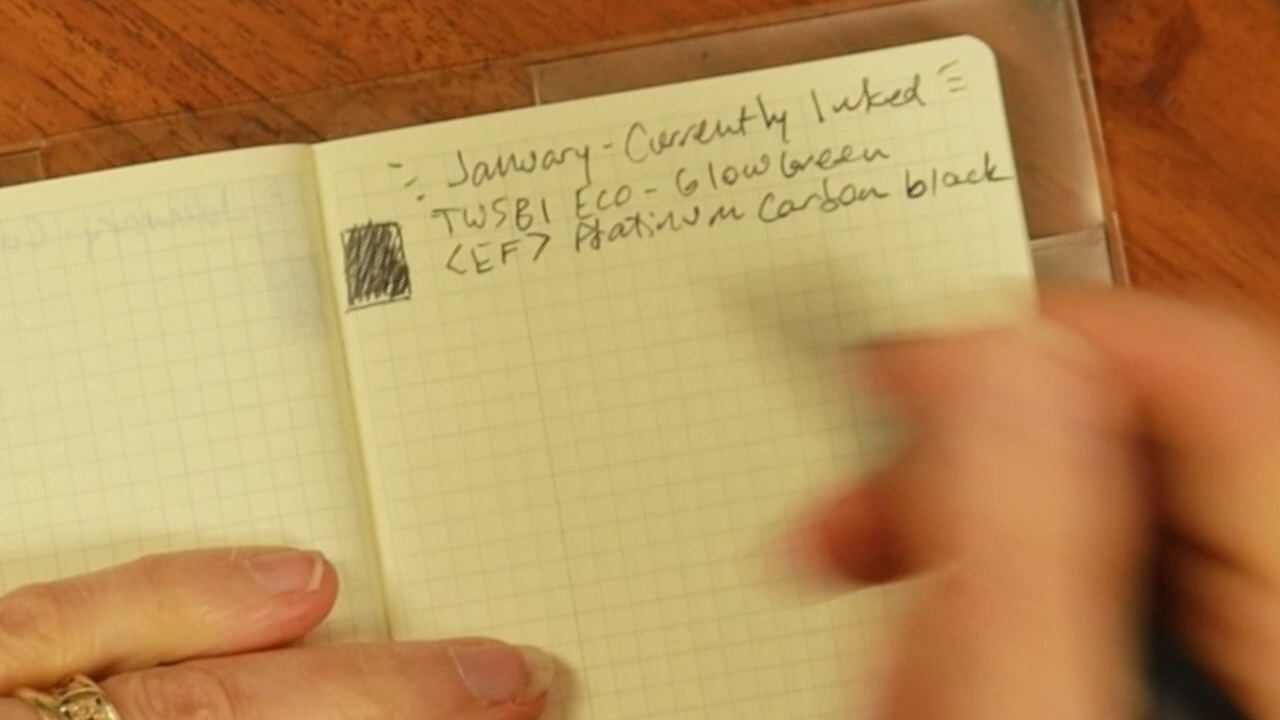 January - Currently Inked
TWSBI ECO - Glow Green
<EF> Platinum Carbon black